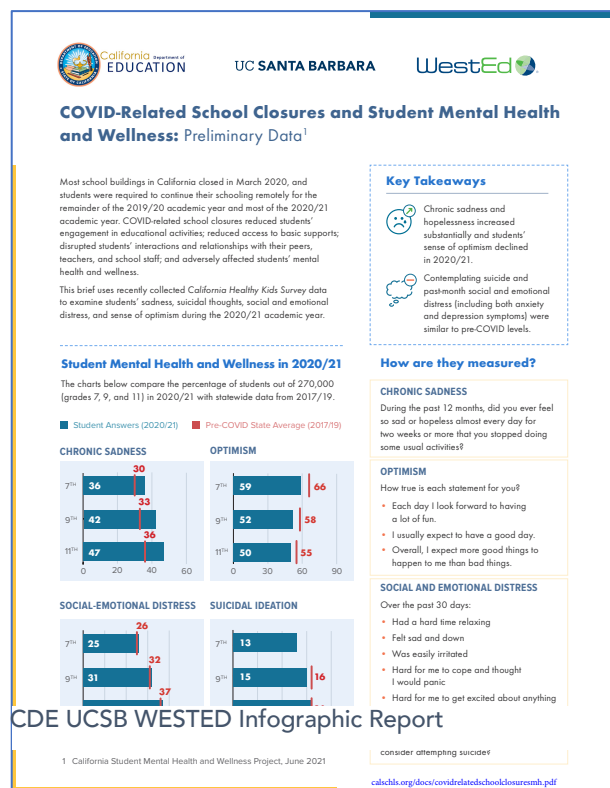 California Department of
EDUCATION
UC SANTA BARBARA
WestEd
COVID-Related School Closures and Student Mental Health
and Wellness: Preliminary Data1
Most school buildings in California closed in March 2020, and
students were required to continue their schooling remotely for the
remainder of the 2019/20 academic year and most of the 2020/21
academic year. COVID-related school closures reduced students'
engagement in educational activities; reduced access to basic supports;
disrupted students' interactions and relationships with their peers,
teachers, and school staff; and adversely affected students' mental
health and wellness.
This brief uses recently collected California Healthy Kids Survey data
to examine students' sadness, suicidal thoughts, social and emotional
distress, and sense of optimism during the 2020/21 academic year.
Key Takeaways
Chronic sadness and
hopelessness increased
substantially and students'
sense of optimism declined
in 2020/21.
Contemplating suicide and
past-month social and emotional
distress (including both anxiety
and depression symptoms) were
similar to pre-COVID levels.
Student Mental Health and Wellness in 2020/21
The charts below compare the percentage of students out of 270,000
(grades 7, 9, and 11) in 2020/21 with statewide data from 2017/19.
Student Answers (2020/21) Pre-COVID State Average (2017/19)
CHRONIC SADNESS
30
7TH 36
33
9TH 42
36
11TH 47
0 20 40 60
OPTIMISM
7TH 59 66
9TH 52 58
11TH 50 55
0 30 60 90
SOCIAL-EMOTIONAL DISTRESS
26
7TH 25
32
9TH 31
37
SUICIDAL IDEATION
7TH 13
9TH 15 16
How are they measured?
CHRONIC SADNESS
During the past 12 months, did you ever feel
so sad or hopeless almost every day for
two weeks or more that you stopped doing
some usual activities?
OPTIMISM
How true is each statement for you?
• Each day I look forward to having
a lot of fun.
• I usually expect to have a good day.
• Overall, I expect more good things to
happen to me than bad things.
SOCIAL AND EMOTIONAL DISTRESS
Over the past 30 days:
• Had a hard time relaxing
• Felt sad and down
• Was easily irritated
• Hard for me to cope and thought
I would panic
• Hard for me to get excited about anything
CDE UCSB WESTED Infographic Report
consider attempting suicide?
1 California Student Mental Health and Wellness Project, June 2021
calschls.org/docs/covidrelatedschoolclosuresmh.pdf